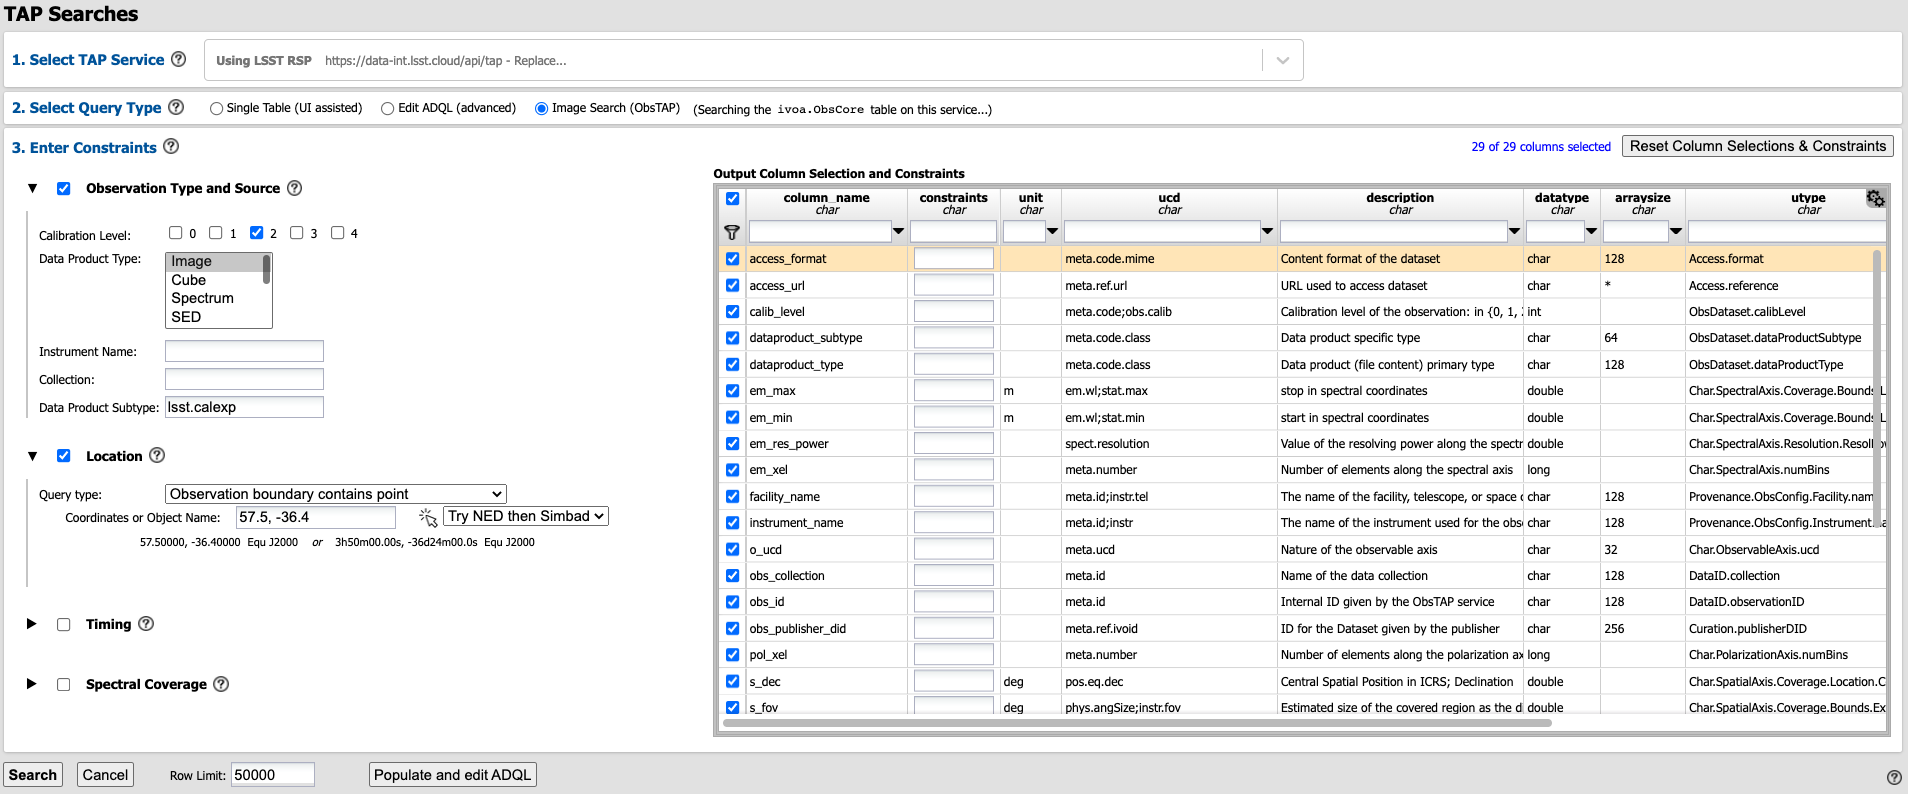 TAP Searches
1. Select TAP Service ?
Using LSST RSP https://data-int.lsst.cloud/api/tap - Replace...
2. Select Query Type ? Single Table (UI assisted) Edit ADQL (advanced) Image Search (ObsTAP) (Searching the ivoa.ObsCore table on this service...)
3. Enter Constraints ?
29 of 29 columns selected Reset Column Selections & Constraints
Observation Type and Source ?
Calibration Level: 0 1 2 3 4
Data Product Type: Image
Cube
Spectrum
SED
Instrument Name:
Collection:
Data Product Subtype: lsst.calexp
Location ?
Query type: Observation boundary contains point
Coordinates or Object Name: 57.5, -36.4 Try NED then Simbad
57.50000, -36.40000 Equ J2000 or 3h50m00.00s, -36d24m00.0s Equ J2000
Timing ?
Spectral Coverage ?
Output Column Selection and Constraints
column_name constraints unit ucd description datatype arraysize utype
char char char char char char char char
access_format meta.code.mime Content format of the dataset char 128 Access.format
access_url meta.ref.url URL used to access dataset char * Access.reference
calib_level meta.code;obs.calib Calibration level of the observation: in {0, 1, int ObsDataset.calibLevel
dataproduct_subtype meta.code.class Data product specific type char 64 ObsDataset.dataProductSubtype
dataproduct_type meta.code.class Data product (file content) primary type char 128 ObsDataset.dataProductType
em_max m em.wl;stat.max stop in spectral coordinates double Char.SpectralAxis.Coverage.Bounds.L
em_min m em.wl;stat.min start in spectral coordinates double Char.SpectralAxis.Coverage.Bounds.L
em_res_power spect.resolution Value of the resolving power along the spectr double Char.SpectralAxis.Resolution.
em_xel meta.number Number of elements along the spectral axis long Char.SpectralAxis.numBins
facility_name meta.id;instr.tel The name of the facility, telescope, or space char 128 Provenance.ObsConfig.Facility.nam
instrument_name meta.id;instr The name of the instrument used for the obs char 128 Provenance.ObsConfig.Instrument.
o_ucd meta.ucd Nature of the observable axis char 32 Char.ObservableAxis.ucd
obs_collection meta.id Name of the data collection char 128 DataID.collection
obs_id meta.id Internal ID given by the ObsTAP service char 128 DataID.observationID
obs_publisher_did meta.ref.ivoid ID for the Dataset given by the publisher char 256 Curation.publisherDID
pol_xel meta.number Number of elements along the polarization ax long Char.PolarizationAxis.numBins
s_dec deg pos.eq.dec Central Spatial Position in ICRS; Declination double Char.SpatialAxis.Coverage.Location.C
s_fov deg phys.angSize;instr.fov Estimated size of the covered region as the d double Char.SpatialAxis.Coverage.Bounds.Ex
Search Cancel Row Limit: 50000 Populate and edit ADQL ?